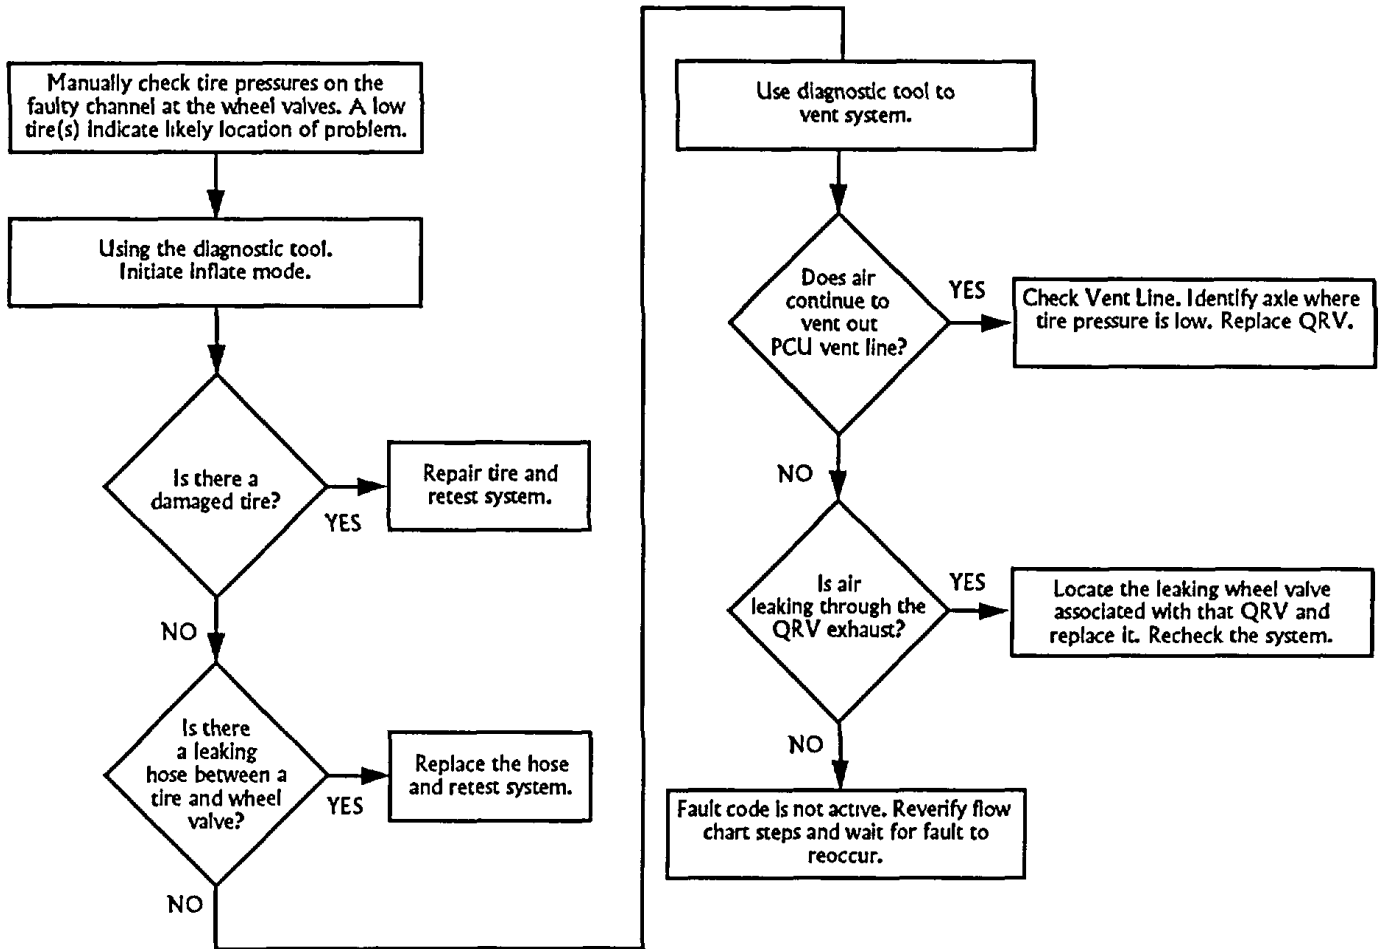 Manually check tire pressures on the
faulty channel at the wheel valves. A low
tire(s) indicate likely location of problem.
Using the diagnostic tool.
Initiate inflate mode.
Is there a
damaged tire?
YES
Repair tire and
retest system.
NO
Is there
a leaking
hose between a
tire and wheel
valve?
YES
Replace the hose
and retest system.
NO
Use diagnostic tool to
vent system.
Does air
continue to
vent out
PCU vent line?
YES
Check Vent Line. Identify axle where
tire pressure is low. Replace QRV.
NO
Is air
leaking through the
QRV exhaust?
YES
Locate the leaking wheel valve
associated with that QRV and
replace it. Recheck the system.
NO
Fault code is not active. Reverify flow
chart steps and wait for fault to
reoccur.